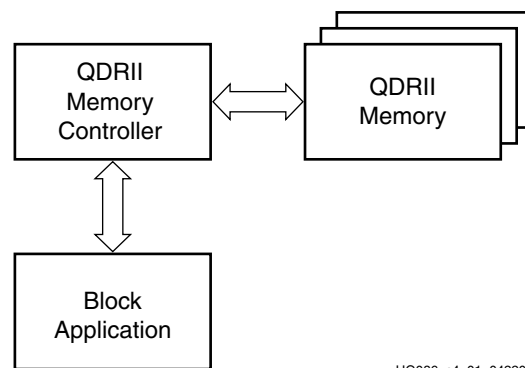 QDRII
Memory
Controller
QDRII
Memory
Block
Application